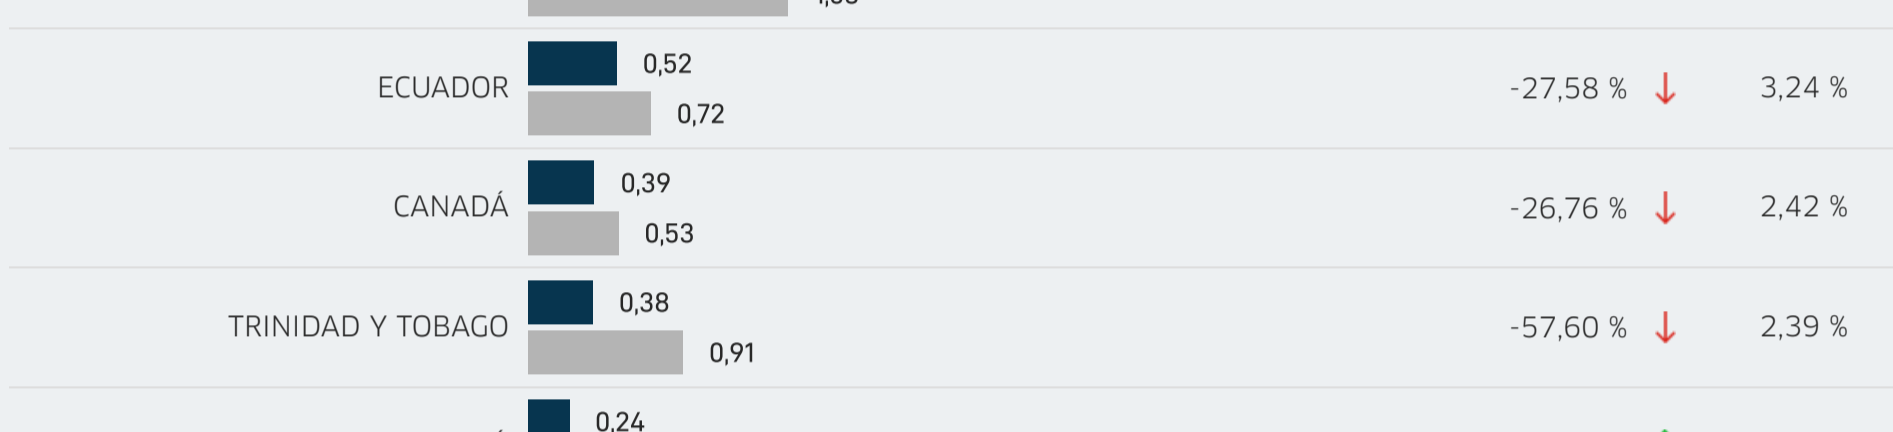 ECUADOR 0,52 0,72 -27,58 % ↓ 3,24 %
CANADÁ 0,39 0,53 -26,76 % ↓ 2,42 %
TRINIDAD Y TOBAGO 0,38 0,91 -57,60 % ↓ 2,39 %
0,24